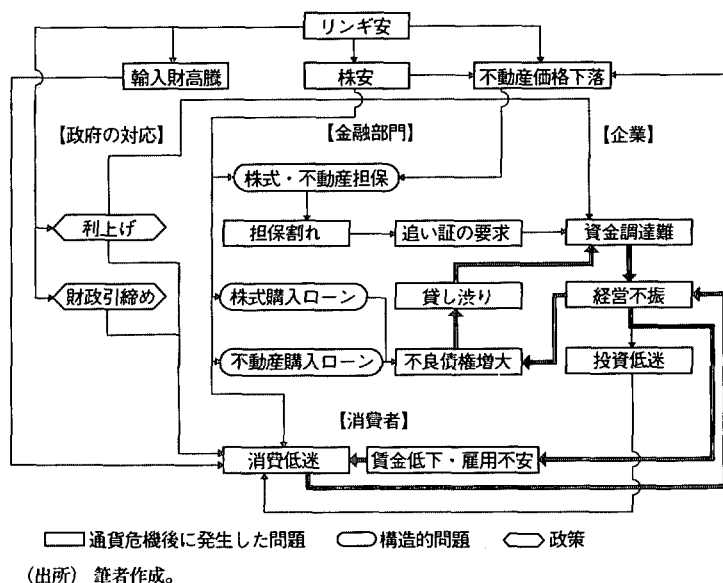 リンギ安
輸入財高騰
株安
不動産価格下落
【政府の対応】
【金融部門】
【企業】
株式・不動産担保
利上げ
担保割れ
追い証の要求
資金調達難
財政引締め
株式購入ローン
貸し渋り
経営不振
不動産購入ローン
不良債権増大
投資低迷
【消費者】
消費低迷
賃金低下・雇用不安
通貨危機後に発生した問題
構造的問題
政策
(出所) 筆者作成。